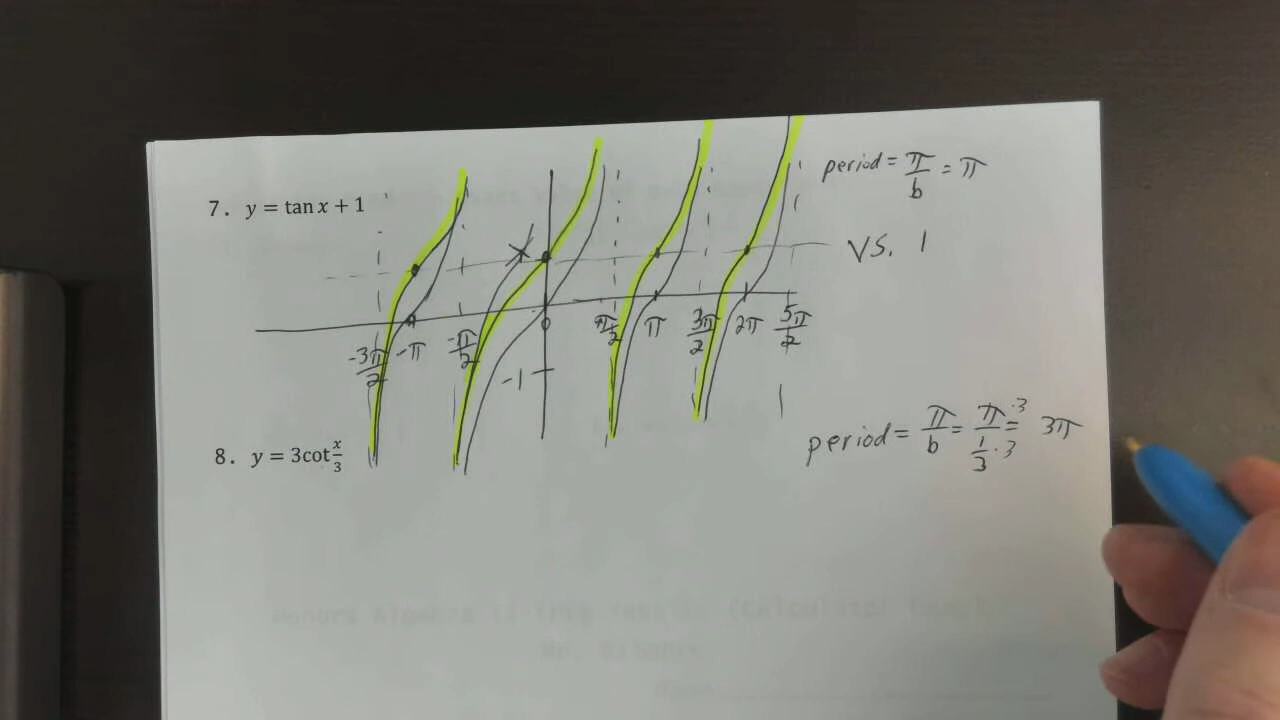 7. y = tan x + 1
period = π/b = π
VS. 1
-3π/2 -π -π/2 0 π/2 π 3π/2 2π 5π/2
-1
8. y = 3cot x/3
period = π/b = π/(1/3) ·3/·3 = 3π